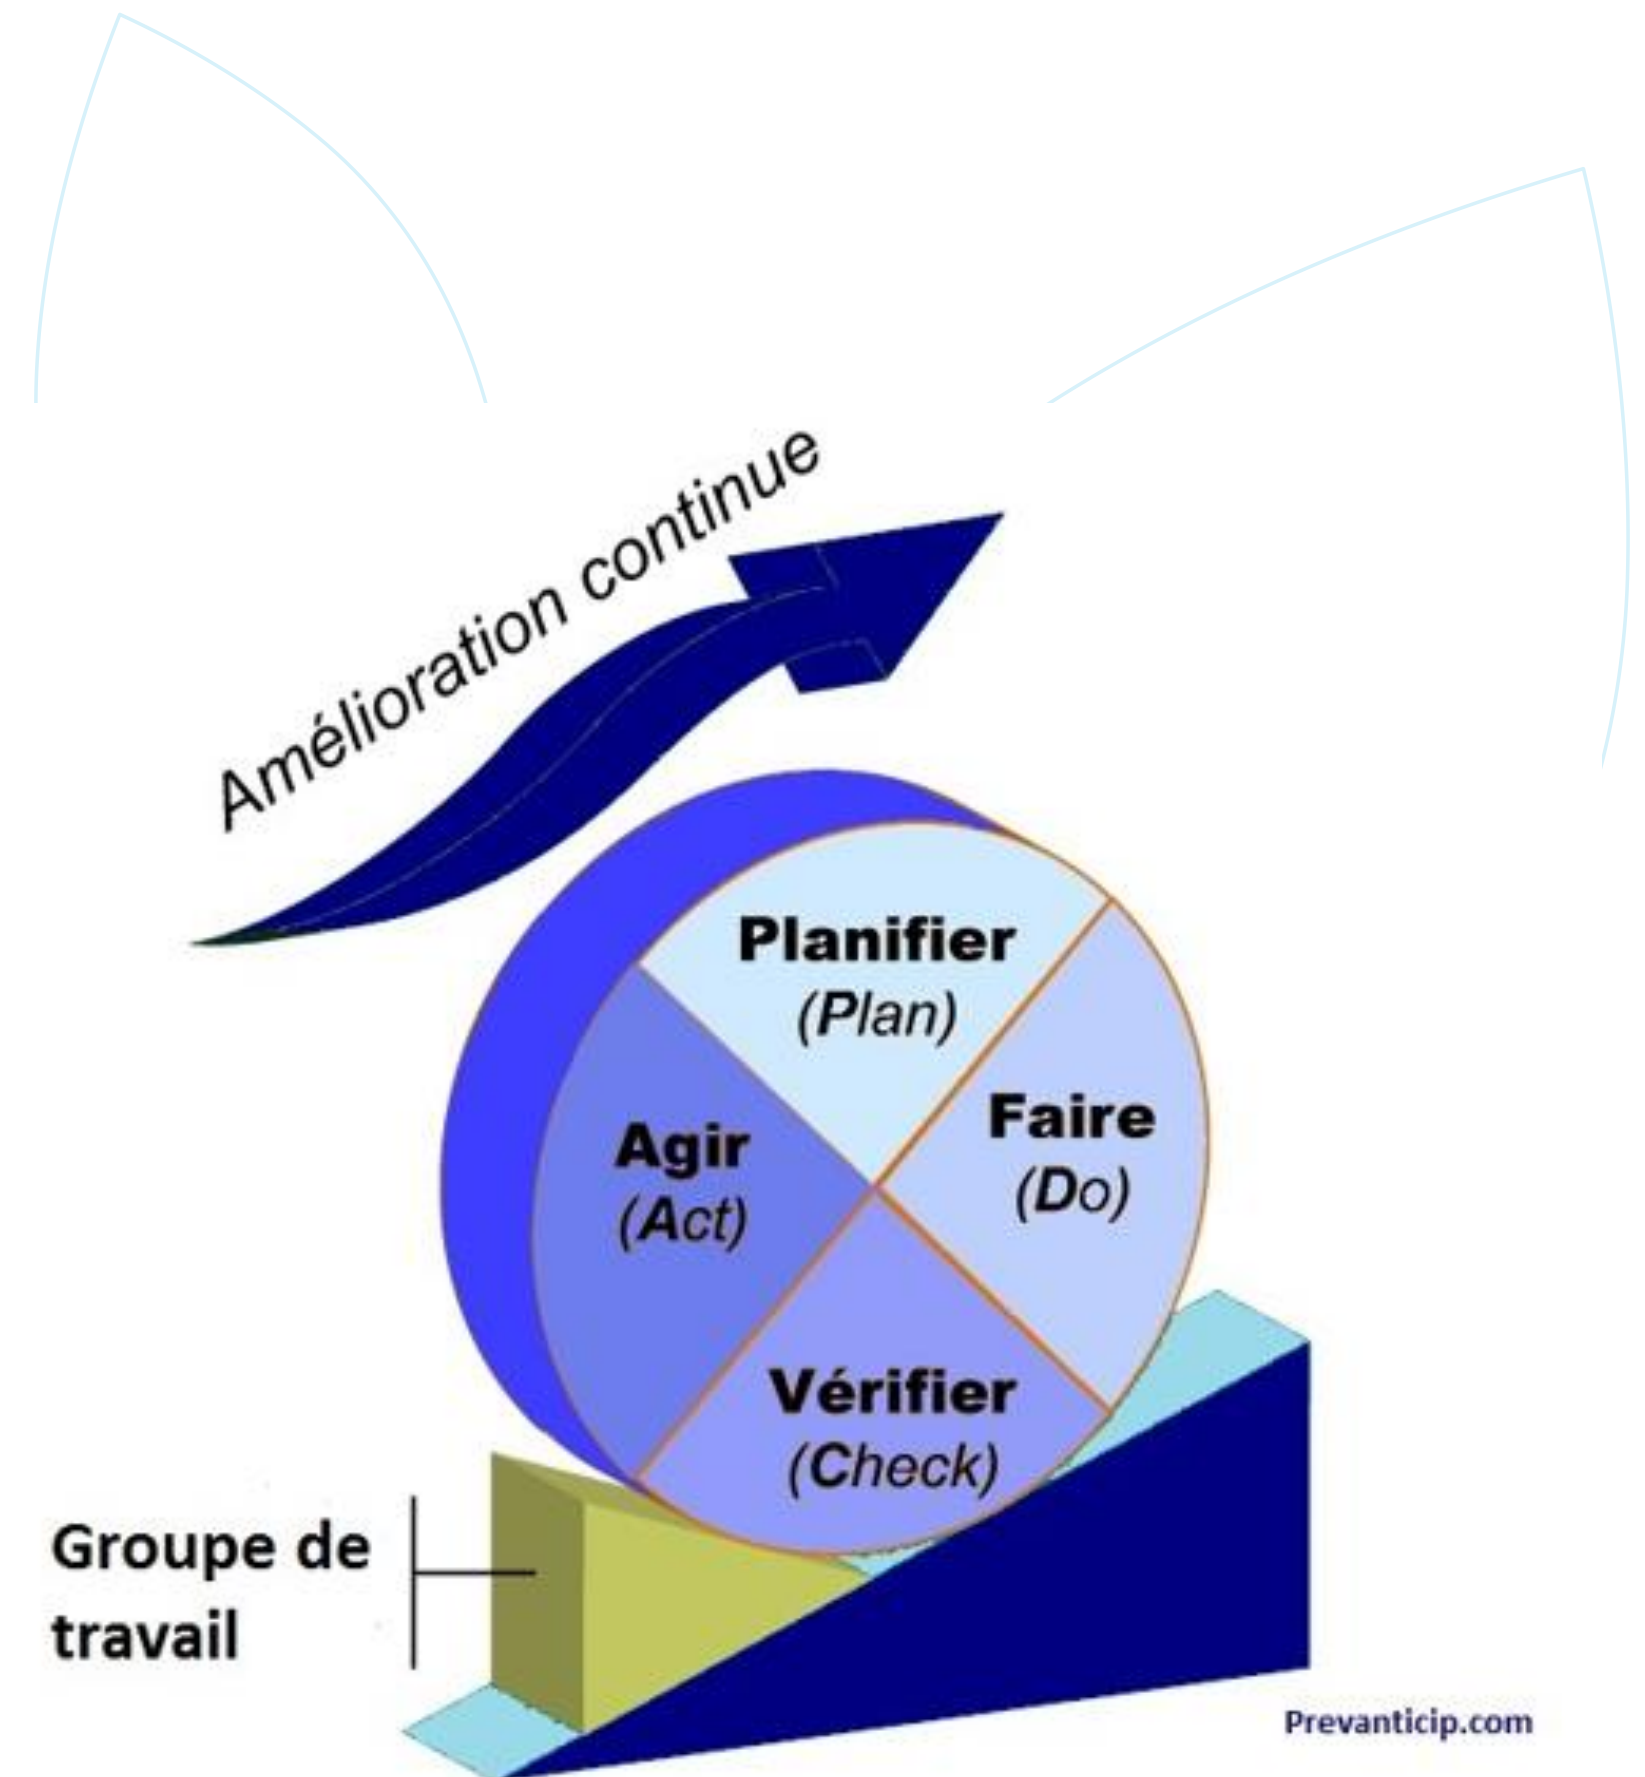 Amélioration continue
Planifier
(Plan)
Faire
(Do)
Agir
(Act)
Vérifier
(Check)
Groupe de
travail
Prevanticip.com